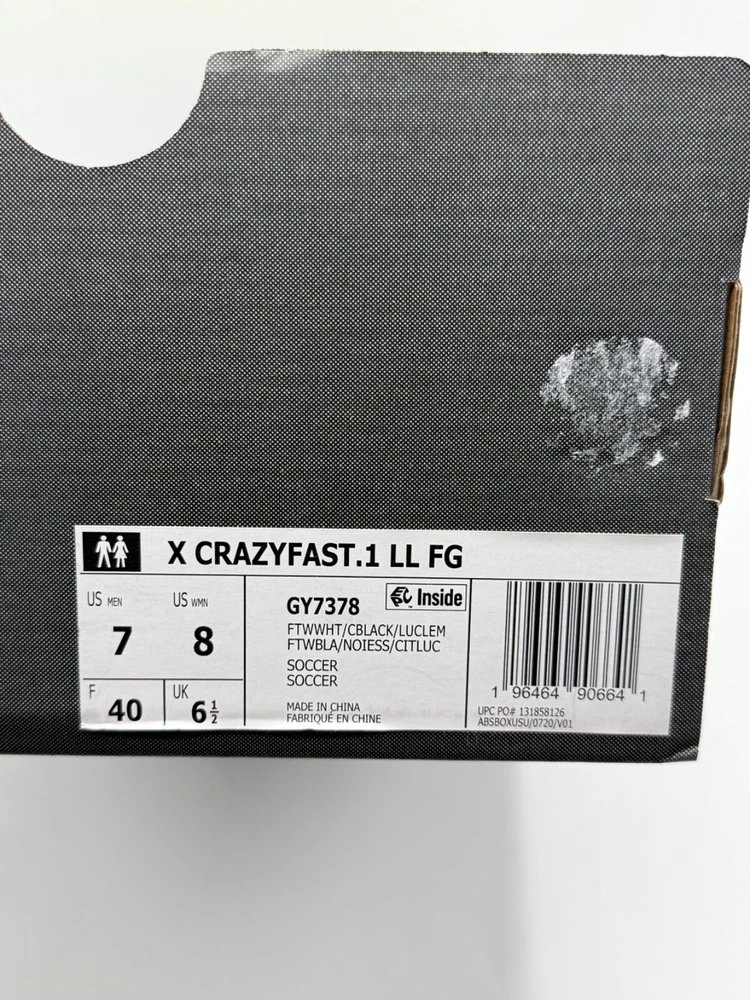 X CRAZYFAST.1 LL FG
US MEN
7
US WMN
8
F
40
UK
6½
GY7378
Inside
FTWWHT/CBLACK/LUCLEM
FTWBLA/NOIESS/CITLUC
SOCCER
SOCCER
MADE IN CHINA
FABRIQUÉ EN CHINE
1 96464 90664 1
UPC PO# 131858126
ABSBOXUSU/0720/V01